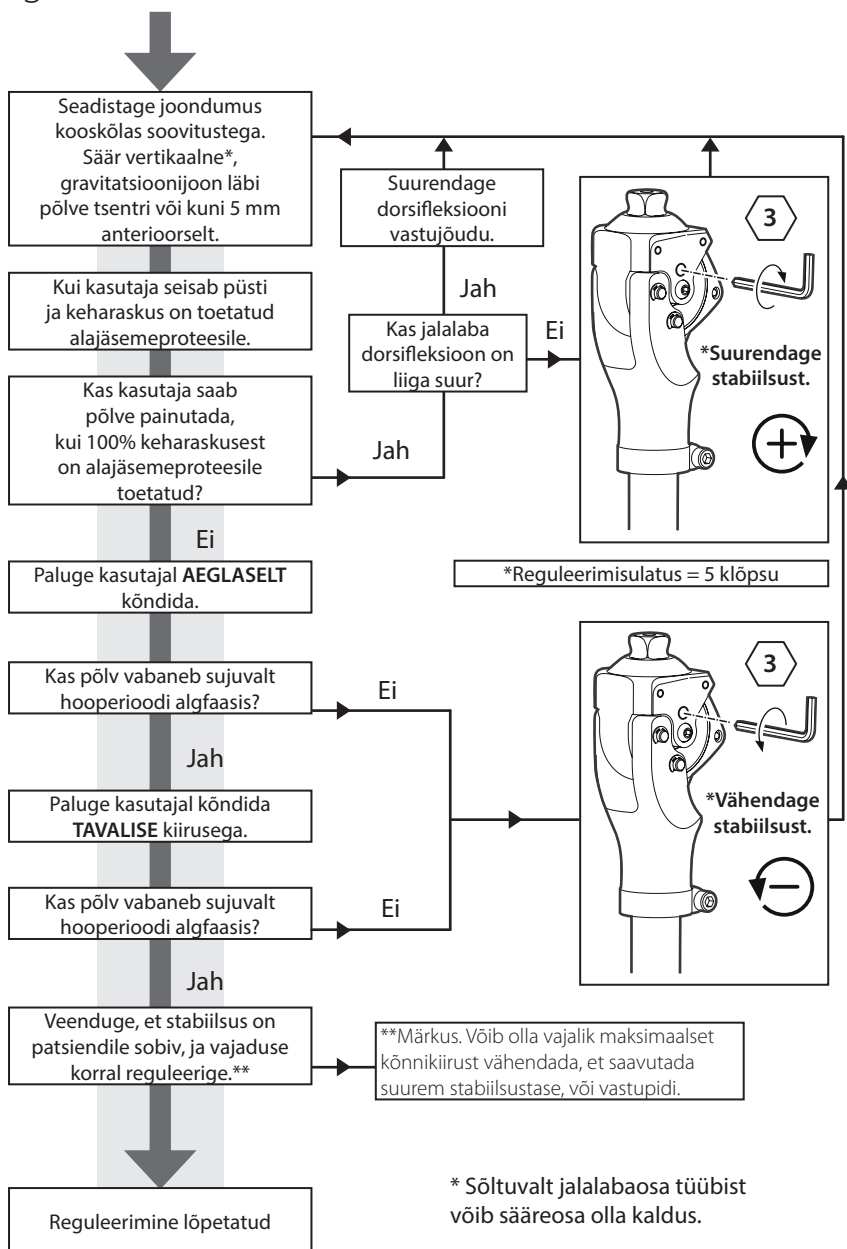 Seadistage joondumus
kooskõlas soovitustega.
Säär vertikaalne*,
gravitatsioonijoon läbi
põlve tsentri või kuni 5 mm
anterioorselt.
Kui kasutaja seisab püsti
ja keharaskus on toetatud
alajäsemeproteesile.
Kas kasutaja saab
põlve painutada,
kui 100% keharaskusest
on alajäsemeproteesile
toetatud?
Jah
Kas jalalaba
dorsifleksioon on
liiga suur?
Jah
Suurendage
dorsifleksiooni
vastujõudu.
Ei
3
*Suurendage
stabiilsust.
*Reguleerimisulatus = 5 klõpsu
Ei
Paluge kasutajal AEGLASELT
kõndida.
Kas põlv vabaneb sujuvalt
hooperioodi algfaasis?
Ei
Jah
Paluge kasutajal kõndida
TAVALISE kiirusega.
Kas põlv vabaneb sujuvalt
hooperioodi algfaasis?
Ei
3
*Vähendage
stabiilsust.
Jah
Veenduge, et stabiilsus on
patsiendile sobiv, ja vajaduse
korral reguleerige.**
**Märkus. Võib olla vajalik maksimaalset
kõnnikiirust vähendada, et saavutada
suurem stabiilsustase, või vastupidi.
Reguleerimine lõpetatud
* Sõltuvalt jalalabaosa tüübist
võib sääreosa olla kaldus.